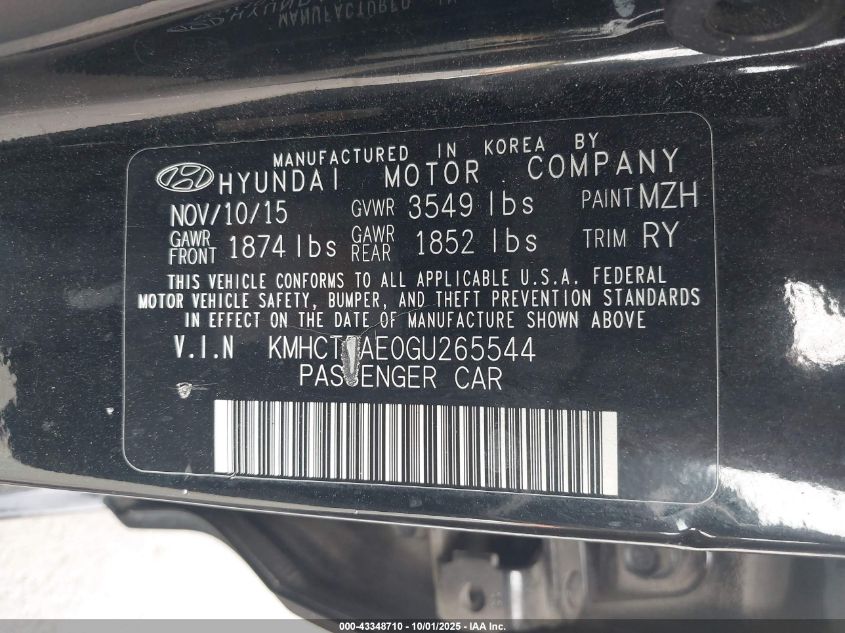 MANUFACTURED IN KOREA BY
HYUNDAI MOTOR COMPANY
NOV/10/15 GVWR 3549 lbs PAINT MZH
GAWR FRONT 1874 lbs GAWR REAR 1852 lbs TRIM RY
THIS VEHICLE CONFORMS TO ALL APPLICABLE U.S.A. FEDERAL
MOTOR VEHICLE SAFETY, BUMPER, AND THEFT PREVENTION STANDARDS
IN EFFECT ON THE DATE OF MANUFACTURE SHOWN ABOVE
V.I.N
PASSENGER CAR
000-43348710 - 10/01/2025 - IAA Inc.